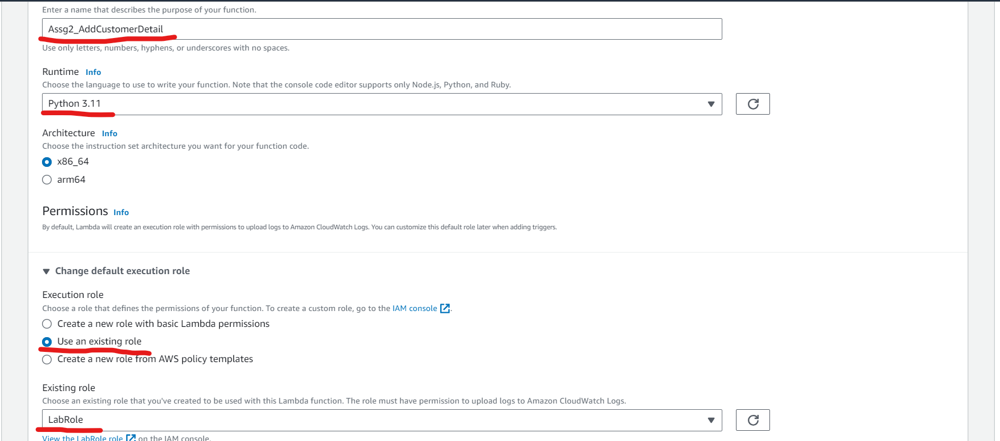 Enter a name that describes the purpose of your function.
Assg2_AddCustomerDetail
Use only letters, numbers, hyphens, or underscores with no spaces.
Runtime Info
Choose the language to use to write your function. Note that the console code editor supports only Node.js, Python, and Ruby.
Python 3.11
Architecture Info
Choose the instruction set architecture you want for your function code.
x86_64
arm64
Permissions Info
By default, Lambda will create an execution role with permissions to upload logs to Amazon CloudWatch Logs. You can customize this default role later when adding triggers.
Change default execution role
Execution role
Choose a role that defines the permissions of your function. To create a custom role, go to the IAM console.
Create a new role with basic Lambda permissions
Use an existing role
Create a new role from AWS policy templates
Existing role
Choose an existing role that you've created to be used with this Lambda function. The role must have permission to upload logs to Amazon CloudWatch Logs.
LabRole
View the LabRole role on the IAM console.